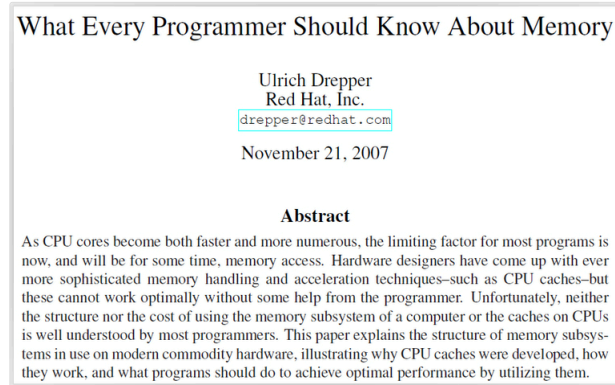 What Every Programmer Should Know About Memory
Ulrich Drepper
Red Hat, Inc.
drepper@redhat.com
November 21, 2007
Abstract
As CPU cores become both faster and more numerous, the limiting factor for most programs is
now, and will be for some time, memory access. Hardware designers have come up with ever
more sophisticated memory handling and acceleration techniques–such as CPU caches–but
these cannot work optimally without some help from the programmer. Unfortunately, neither
the structure nor the cost of using the memory subsystem of a computer or the caches on CPUs
is well understood by most programmers. This paper explains the structure of memory subsys-
tems in use on modern commodity hardware, illustrating why CPU caches were developed, how
they work, and what programs should do to achieve optimal performance by utilizing them.